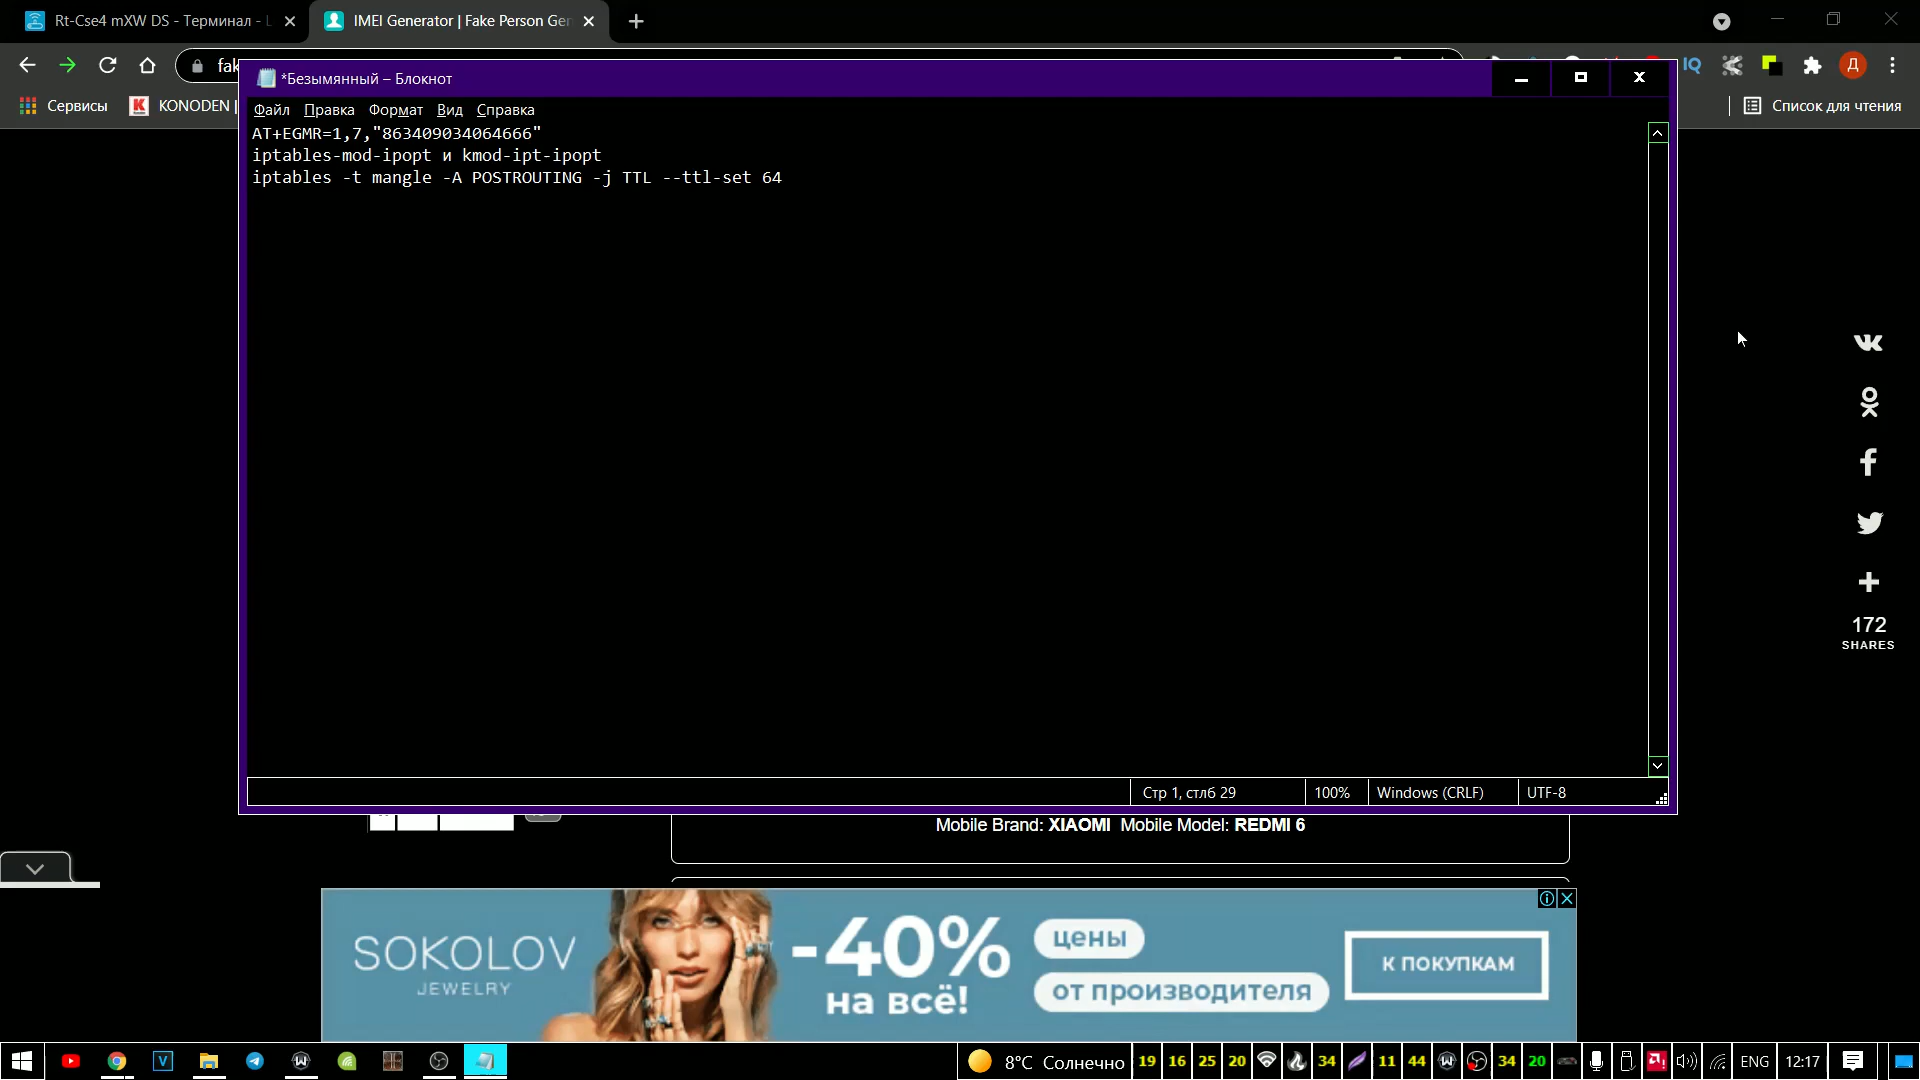 Rt-Cse4 mXW DS - Терминал -
IMEI Generator | Fake Person Ge
fak
IQ
Д
Сервисы
KONODEN |
Список для чтения
*Безымянный – Блокнот
Файл Правка Формат Вид Справка
AT+EGMR=1,7,"863409034064666"
iptables-mod-ipopt и kmod-ipt-ipopt
iptables -t mangle -A POSTROUTING -j TTL --ttl-set 64
172
SHARES
Стр 1, стлб 29
100%
Windows (CRLF)
UTF-8
Mobile Brand: XIAOMI Mobile Model: REDMI 6
SOKOLOV
JEWELRY
-40%
на всё!
цены
от производителя
К ПОКУПКАМ
8°C Солнечно
19 16 25 20 34 11 44 34 20
ENG
12:17